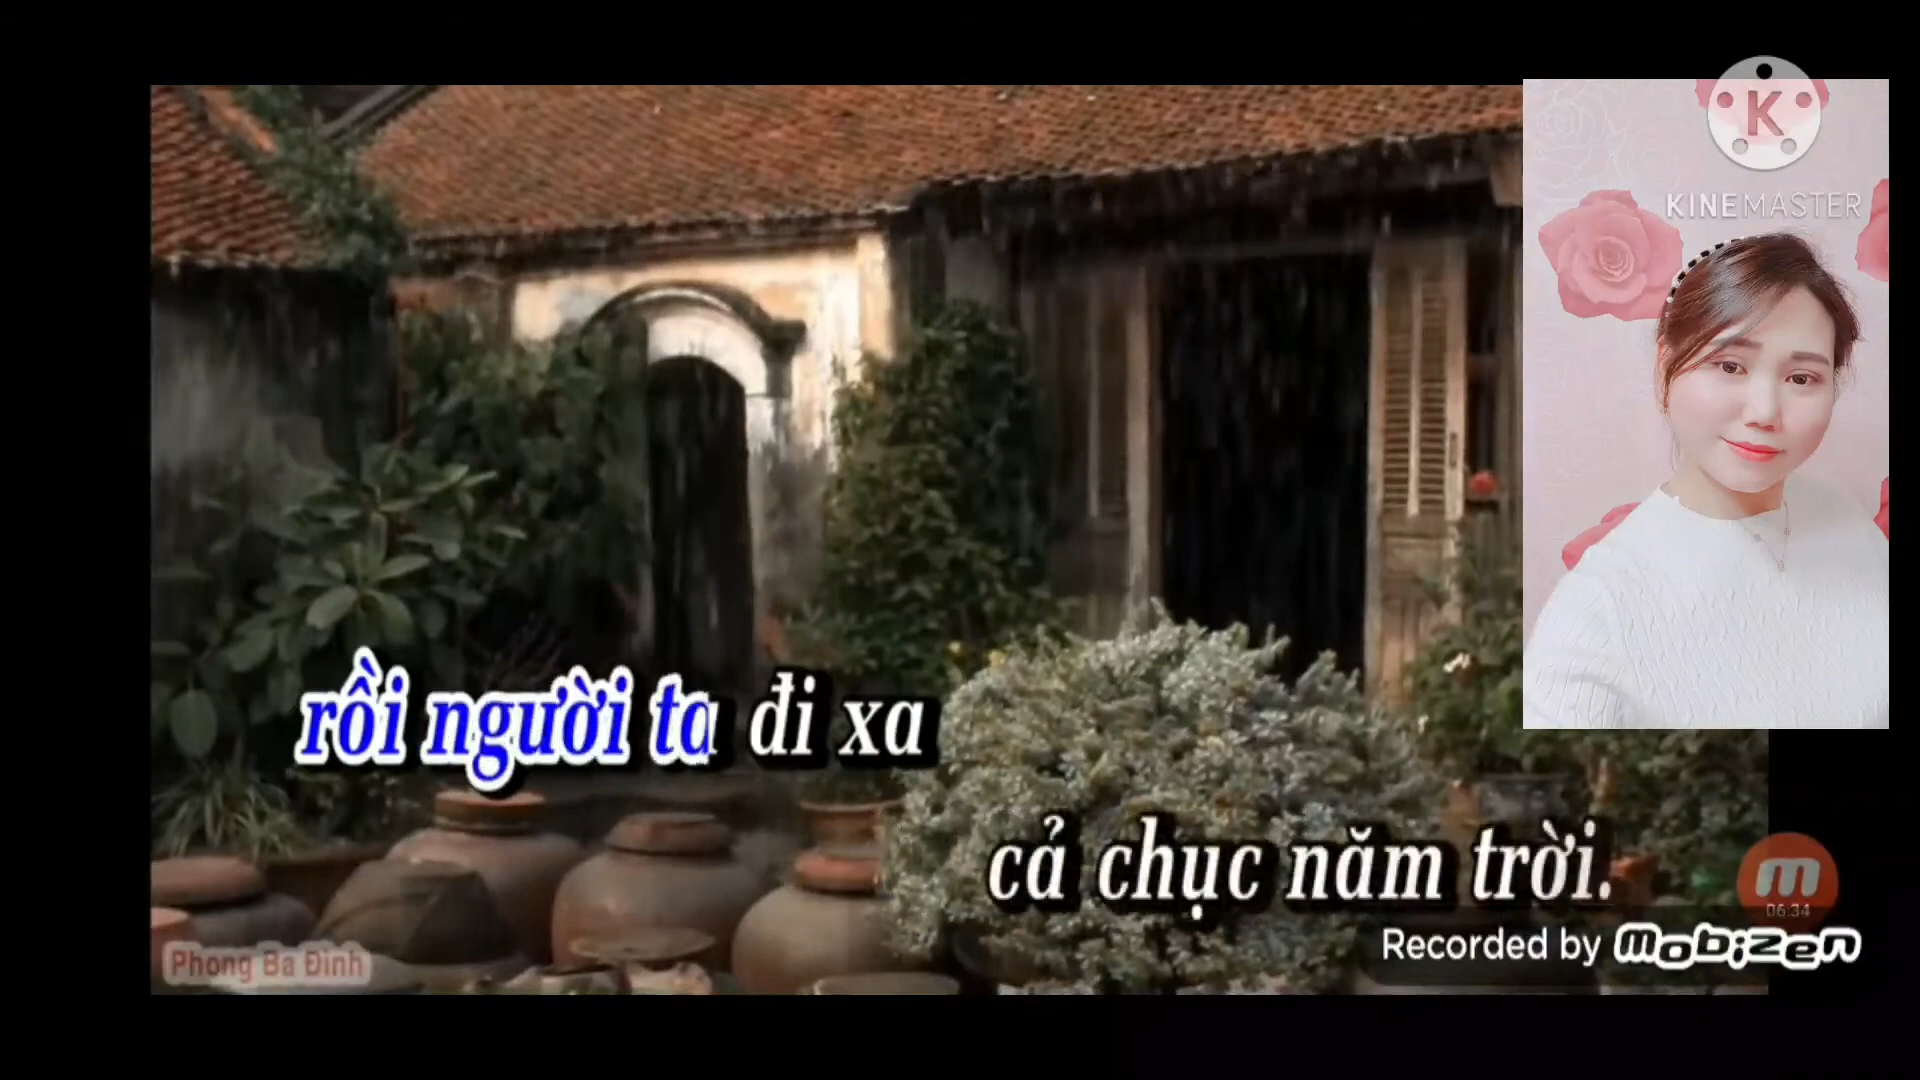 K
KINEMASTER
rồi người ta đi xa
cả chục năm trời.
06:34
Recorded by mobizen
Phong Ba Đình